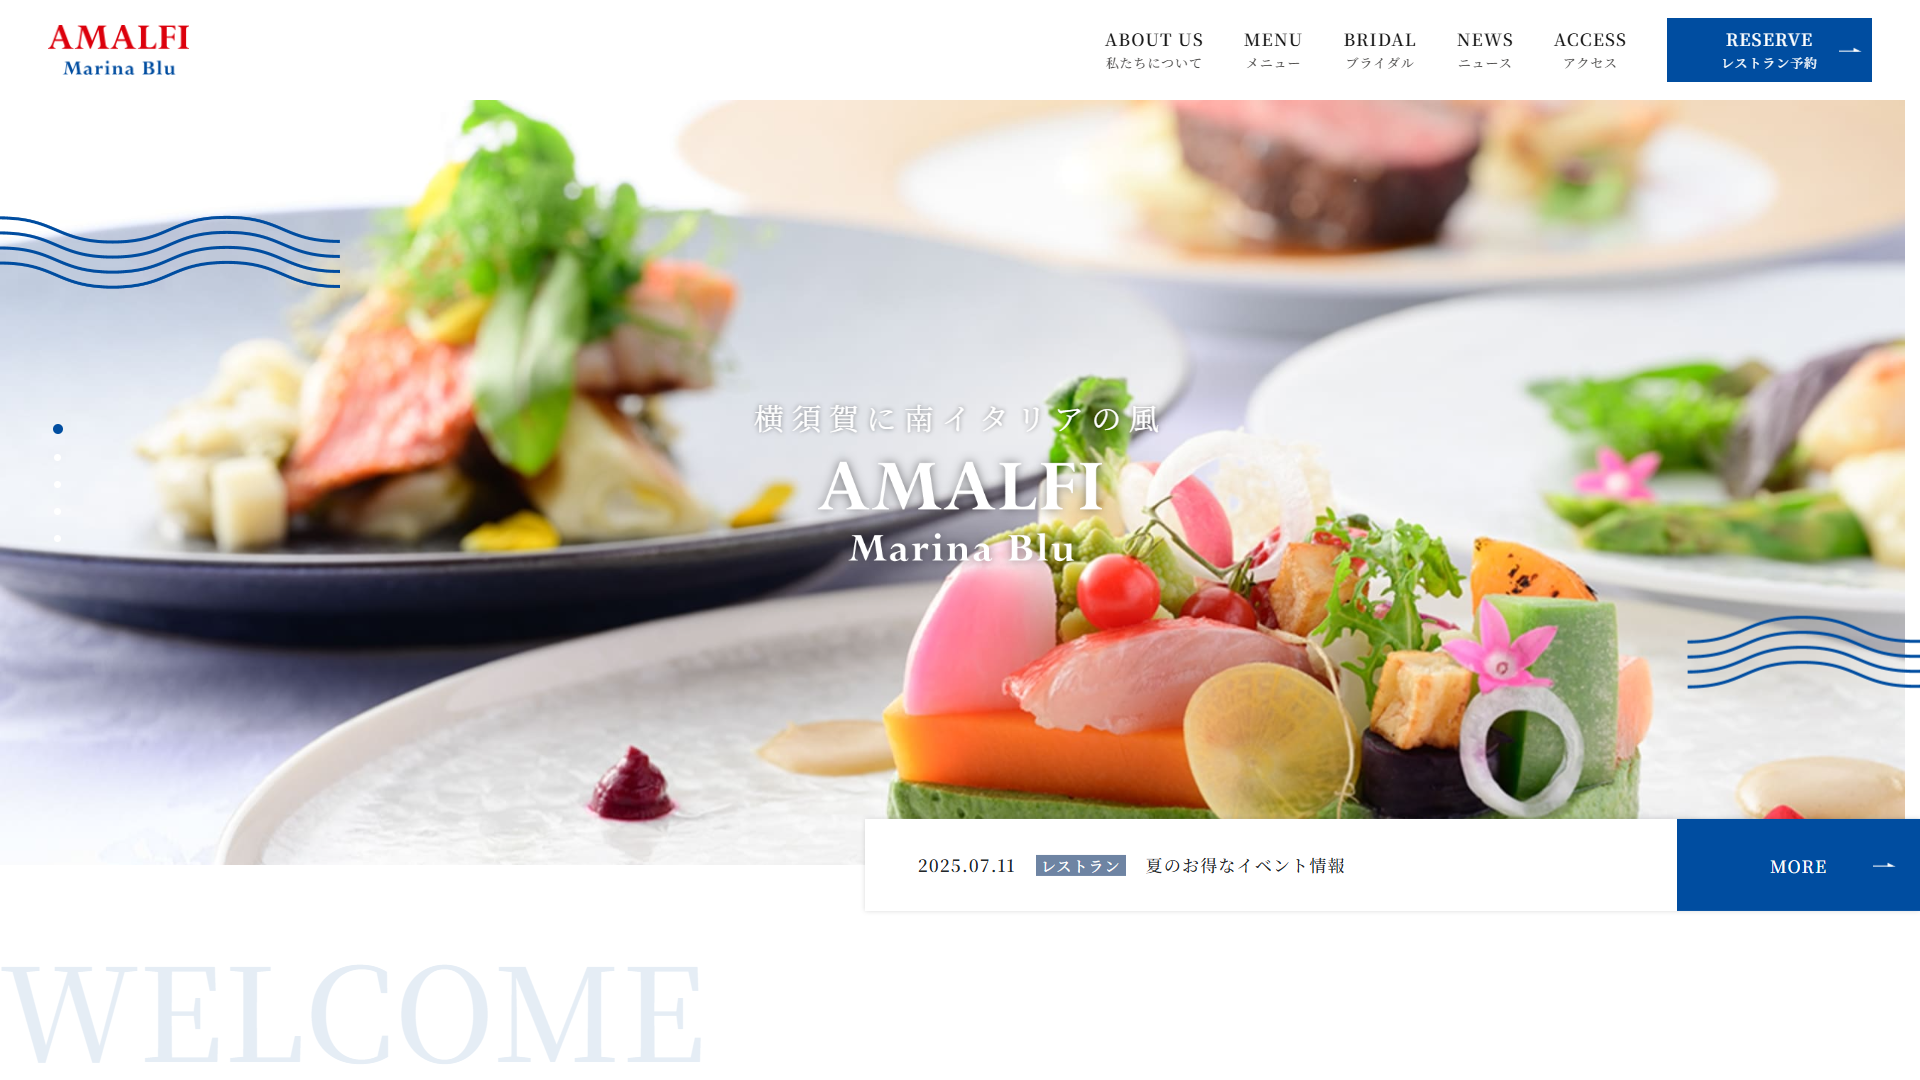 AMALFI
Marina Blu
ABOUT US
私たちについて
MENU
メニュー
BRIDAL
ブライダル
NEWS
ニュース
ACCESS
アクセス
RESERVE
レストラン予約
横須賀に南イタリアの風
AMALFI
Marina Blu
2025.07.11 レストラン 夏のお得なイベント情報
MORE
WELCOME